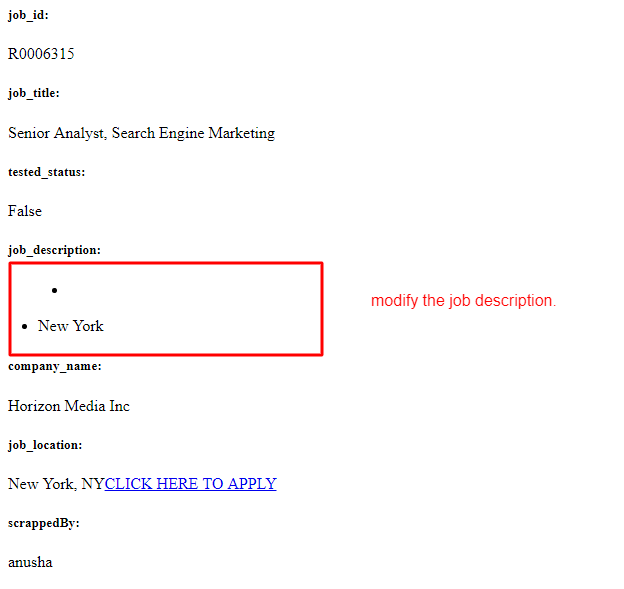 job_id:
R0006315
job_title:
Senior Analyst, Search Engine Marketing
tested_status:
False
job_description:
•
• New York
modify the job description.
company_name:
Horizon Media Inc
job_location:
New York, NYCLICK HERE TO APPLY
scrappedBy:
anusha